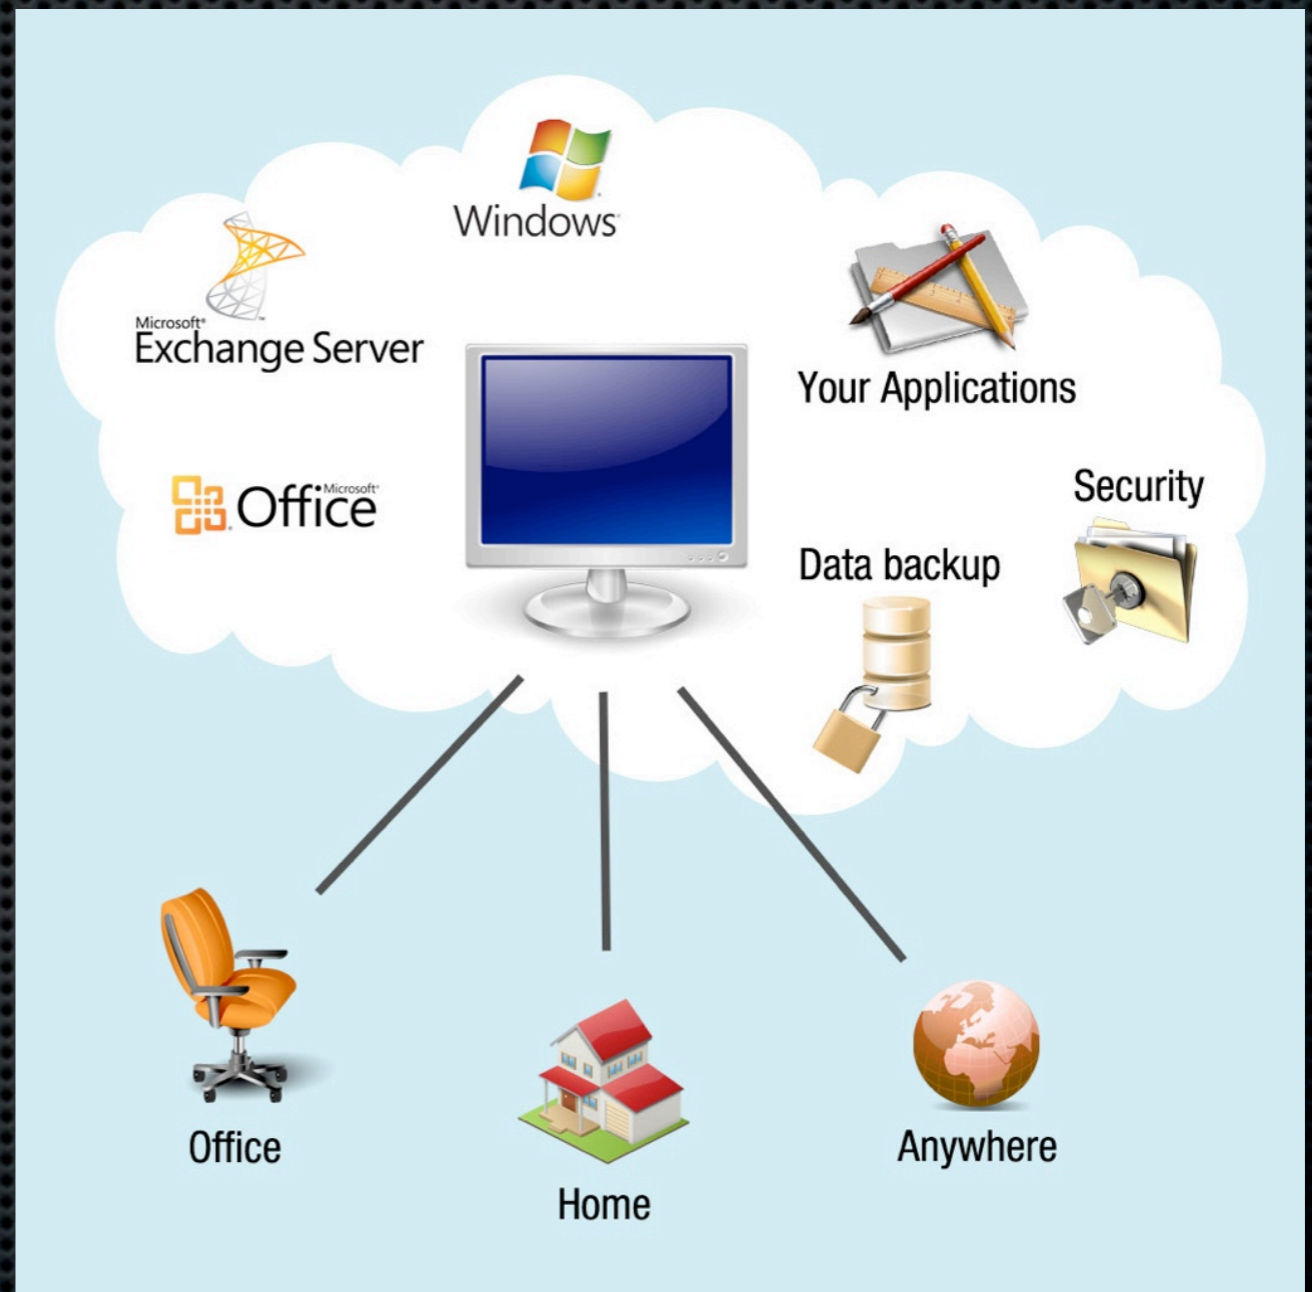 Windows
Microsoft
Exchange Server
Your Applications
Microsoft
Office
Security
Data backup
Office
Home
Anywhere